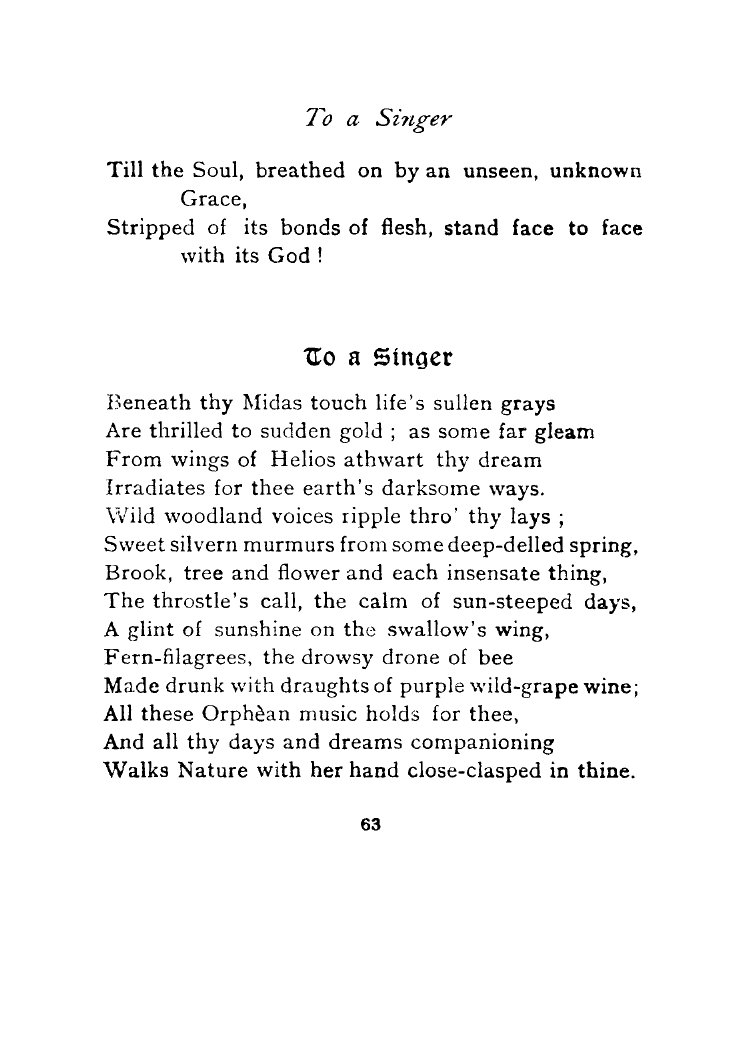 To a Singer
Till the Soul, breathed on by an unseen, unknown
Grace,
Stripped of its bonds of flesh, stand face to face
with its God !
To a Singer
Beneath thy Midas touch life's sullen grays
Are thrilled to sudden gold ; as some far gleam
From wings of Helios athwart thy dream
Irradiates for thee earth's darksome ways.
Wild woodland voices ripple thro' thy lays ;
Sweet silvern murmurs from some deep-delled spring,
Brook, tree and flower and each insensate thing,
The throstle's call, the calm of sun-steeped days,
A glint of sunshine on the swallow's wing,
Fern-filagrees, the drowsy drone of bee
Made drunk with draughts of purple wild-grape wine;
All these Orphèan music holds for thee,
And all thy days and dreams companioning
Walks Nature with her hand close-clasped in thine.
63